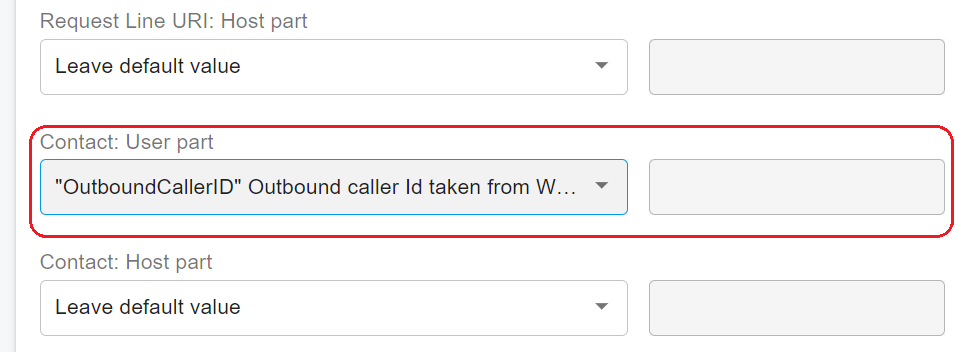 Request Line URI: Host part
Leave default value
Contact: User part
"OutboundCallerID" Outbound caller Id taken from W...
Contact: Host part
Leave default value